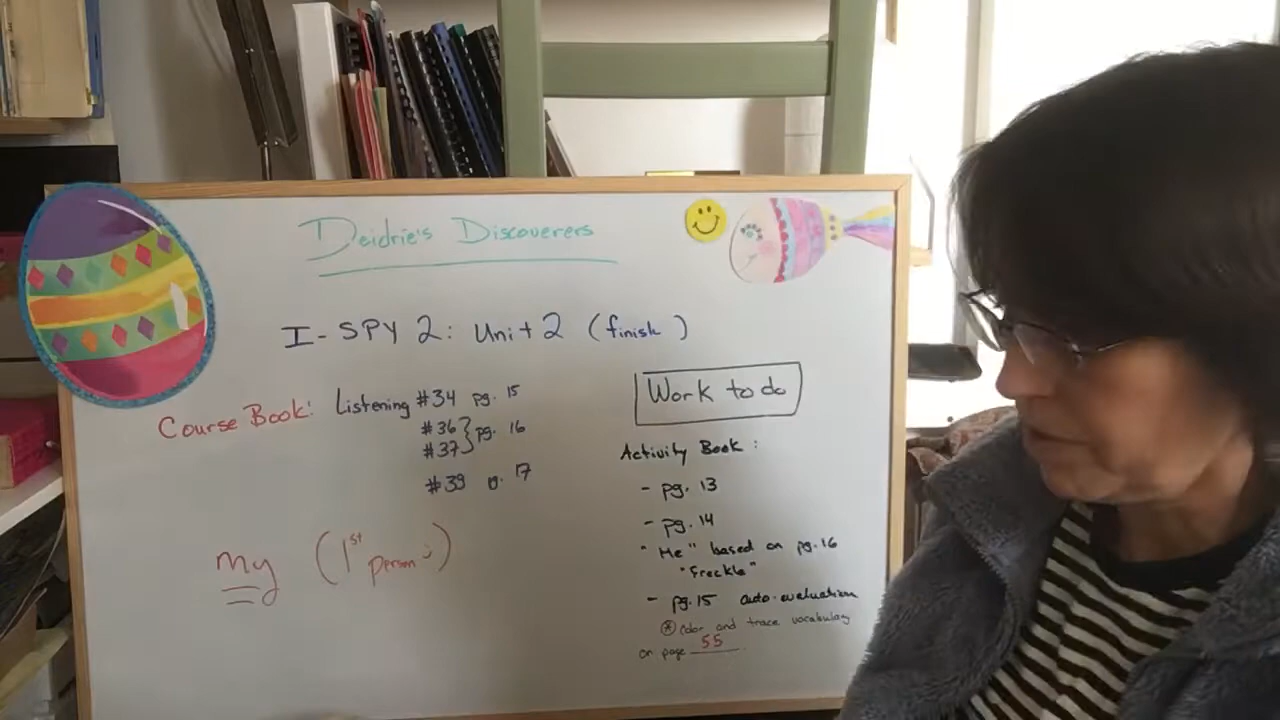 Deidrie's Discoverers
I-SPY 2: Unit 2 (finish)
Course Book: Listening #34 pg. 15
#36
#37 pg. 16
#39 g. 17
my (1st person)
Work to do
Activity Book:
- pg. 13
- pg. 14
"Me" based on pg. 16
"Freckle"
- pg. 15 auto-evaluation
* Color and trace vocabulary
on page 55.